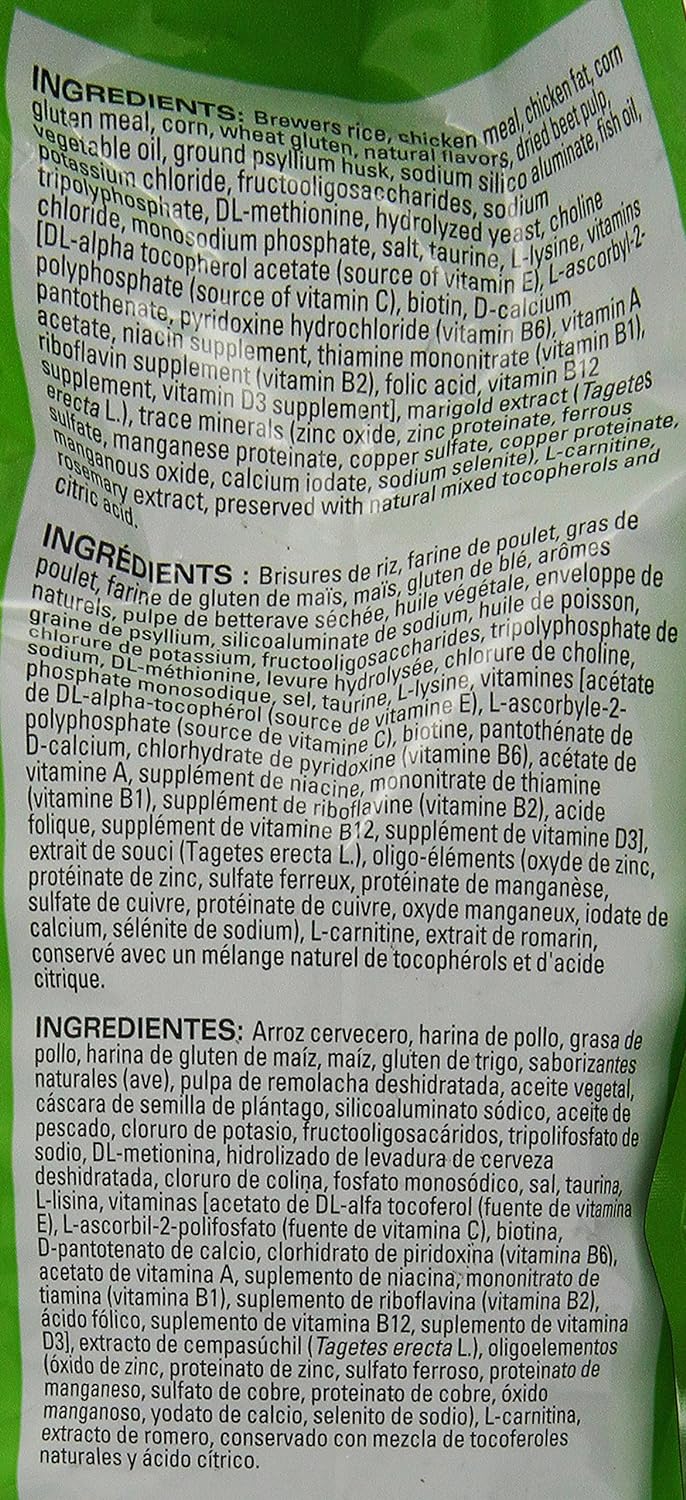 INGREDIENTS: Brewers rice, chicken meal, chicken fat, corn
gluten meal, corn, wheat gluten, natural flavors, dried beet pulp,
vegetable oil, ground psyllium husk, sodium silico aluminate, fish oil,
potassium chloride, fructooligosaccharides, sodium
tripolyphosphate, DL-methionine, hydrolyzed yeast, choline
chloride, monosodium phosphate, salt, taurine, L-lysine, vitamins
[DL-alpha tocopherol acetate (source of vitamin E), L-ascorbyl-2-
polyphosphate (source of vitamin C), biotin, D-calcium
pantothenate, pyridoxine hydrochloride (vitamin B6), vitamin A
acetate, niacin supplement, thiamine mononitrate (vitamin B1),
riboflavin supplement (vitamin B2), folic acid, vitamin B12
supplement, vitamin D3 supplement], marigold extract (Tagetes
erecta L.), trace minerals (zinc oxide, zinc proteinate, ferrous
sulfate, manganese proteinate, copper sulfate, copper proteinate,
manganous oxide, calcium iodate, sodium selenite), L-carnitine,
rosemary extract, preserved with natural mixed tocopherols and
citric acid.
INGRÉDIENTS : Brisures de riz, farine de poulet, gras de
poulet, farine de gluten de maïs, maïs, gluten de blé, arômes
naturels, pulpe de betterave séchée, huile végétale, enveloppe de
graine de psyllium, silicoaluminate de sodium, huile de poisson,
chlorure de potassium, fructooligosaccharides, tripolyphosphate de
sodium, DL-méthionine, levure hydrolysée, chlorure de choline,
phosphate monosodique, sel, taurine, L-lysine, vitamines [acétate
de DL-alpha-tocophérol (source de vitamine E), L-ascorbyle-2-
polyphosphate (source de vitamine C), biotine, pantothénate de
D-calcium, chlorhydrate de pyridoxine (vitamine B6), acétate de
vitamine A, supplément de niacine, mononitrate de thiamine
(vitamine B1), supplément de riboflavine (vitamine B2), acide
folique, supplément de vitamine B12, supplément de vitamine D3],
extrait de souci (Tagetes erecta L.), oligo-éléments (oxyde de zinc,
protéinate de zinc, sulfate ferreux, protéinate de manganèse,
sulfate de cuivre, protéinate de cuivre, oxyde manganeux, iodate de
calcium, sélénite de sodium), L-carnitine, extrait de romarin,
conservé avec un mélange naturel de tocophérols et d'acide
citrique.
INGREDIENTES: Arroz cervecero, harina de pollo, grasa de
pollo, harina de gluten de maíz, maíz, gluten de trigo, saborizantes
naturales (ave), pulpa de remolacha deshidratada, aceite vegetal,
cáscara de semilla de plántago, silicoaluminato sódico, aceite de
pescado, cloruro de potasio, fructooligosacáridos, tripolifosfato de
sodio, DL-metionina, hidrolizado de levadura de cerveza
deshidratada, cloruro de colina, fosfato monosódico, sal, taurina,
L-lisina, vitaminas [acetato de DL-alfa tocoferol (fuente de vitamina
E), L-ascorbil-2-polifosfato (fuente de vitamina C), biotina,
D-pantotenato de calcio, clorhidrato de piridoxina (vitamina B6),
acetato de vitamina A, suplemento de niacina, mononitrato de
tiamina (vitamina B1), suplemento de riboflavina (vitamina B2),
ácido fólico, suplemento de vitamina B12, suplemento de vitamina
D3], extracto de cempasúchil (Tagetes erecta L.), oligoelementos
(óxido de zinc, proteinato de zinc, sulfato ferroso, proteinato de
manganeso, sulfato de cobre, proteinato de cobre, óxido
manganoso, yodato de calcio, selenito de sodio), L-carnitina,
extracto de romero, conservado con mezcla de tocoferoles
naturales y ácido cítrico.